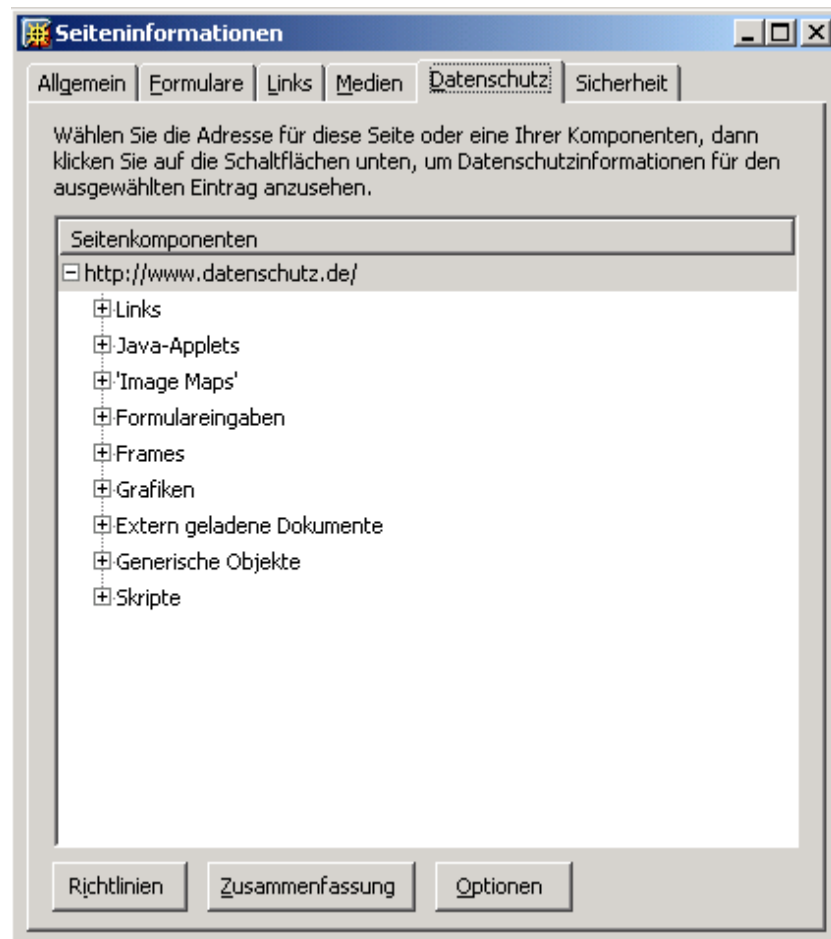 Seiteninformationen
Allgemein Formulare Links Medien Datenschutz Sicherheit
Wählen Sie die Adresse für diese Seite oder eine Ihrer Komponenten, dann
klicken Sie auf die Schaltflächen unten, um Datenschutzinformationen für den
ausgewählten Eintrag anzusehen.
Seitenkomponenten
http://www.datenschutz.de/
Links
Java-Applets
'Image Maps'
Formulareingaben
Frames
Grafiken
Extern geladene Dokumente
Generische Objekte
Skripte
Richtlinien Zusammenfassung Optionen